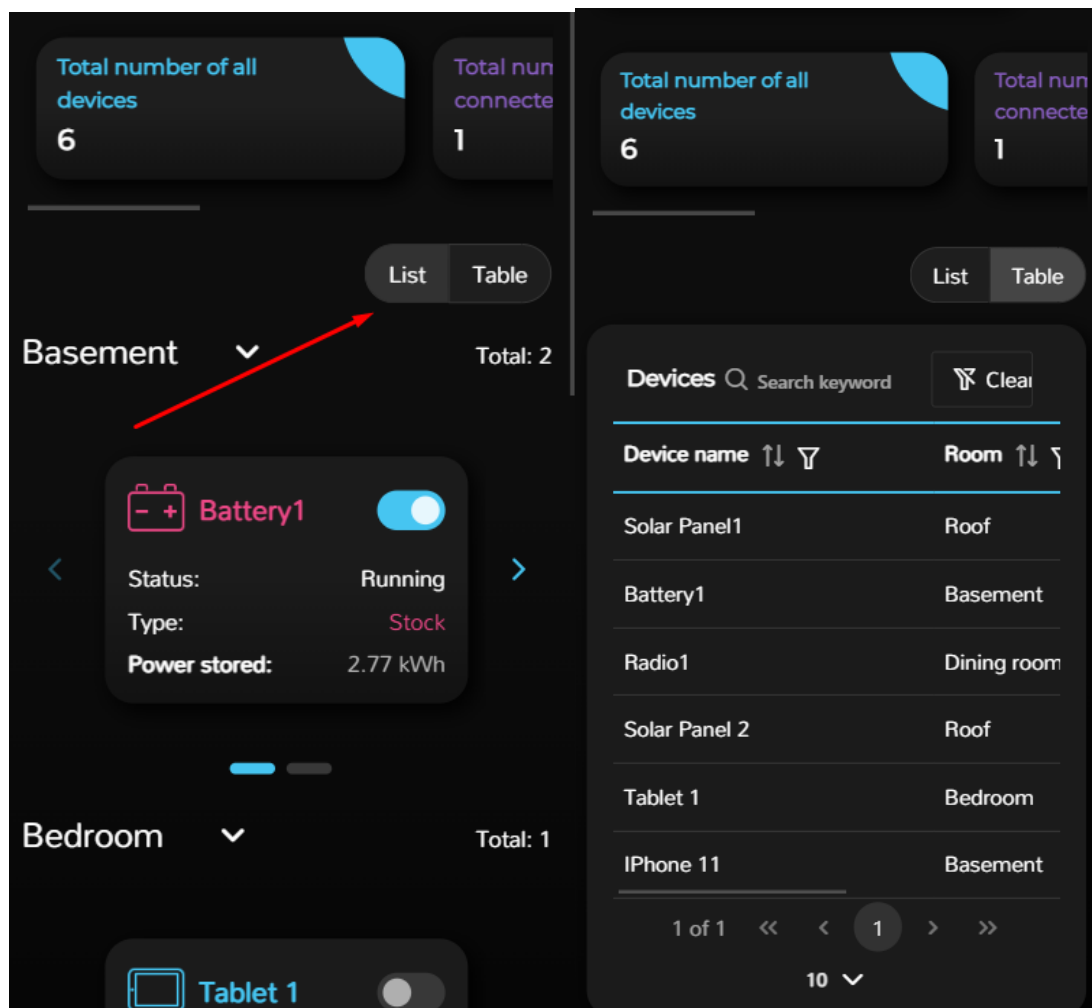 Total number of all
devices
6
Total num
connecte
1
List Table
Basement Total: 2
Battery1
Status: Running
Type: Stock
Power stored: 2.77 kWh
Bedroom Total: 1
Tablet 1
Total number of all
devices
6
Total num
connecte
1
List Table
Devices Search keyword Clear
Device name Room
Solar Panel1 Roof
Battery1 Basement
Radio1 Dining room
Solar Panel 2 Roof
Tablet 1 Bedroom
IPhone 11 Basement
1 of 1 << < 1 > >>
10